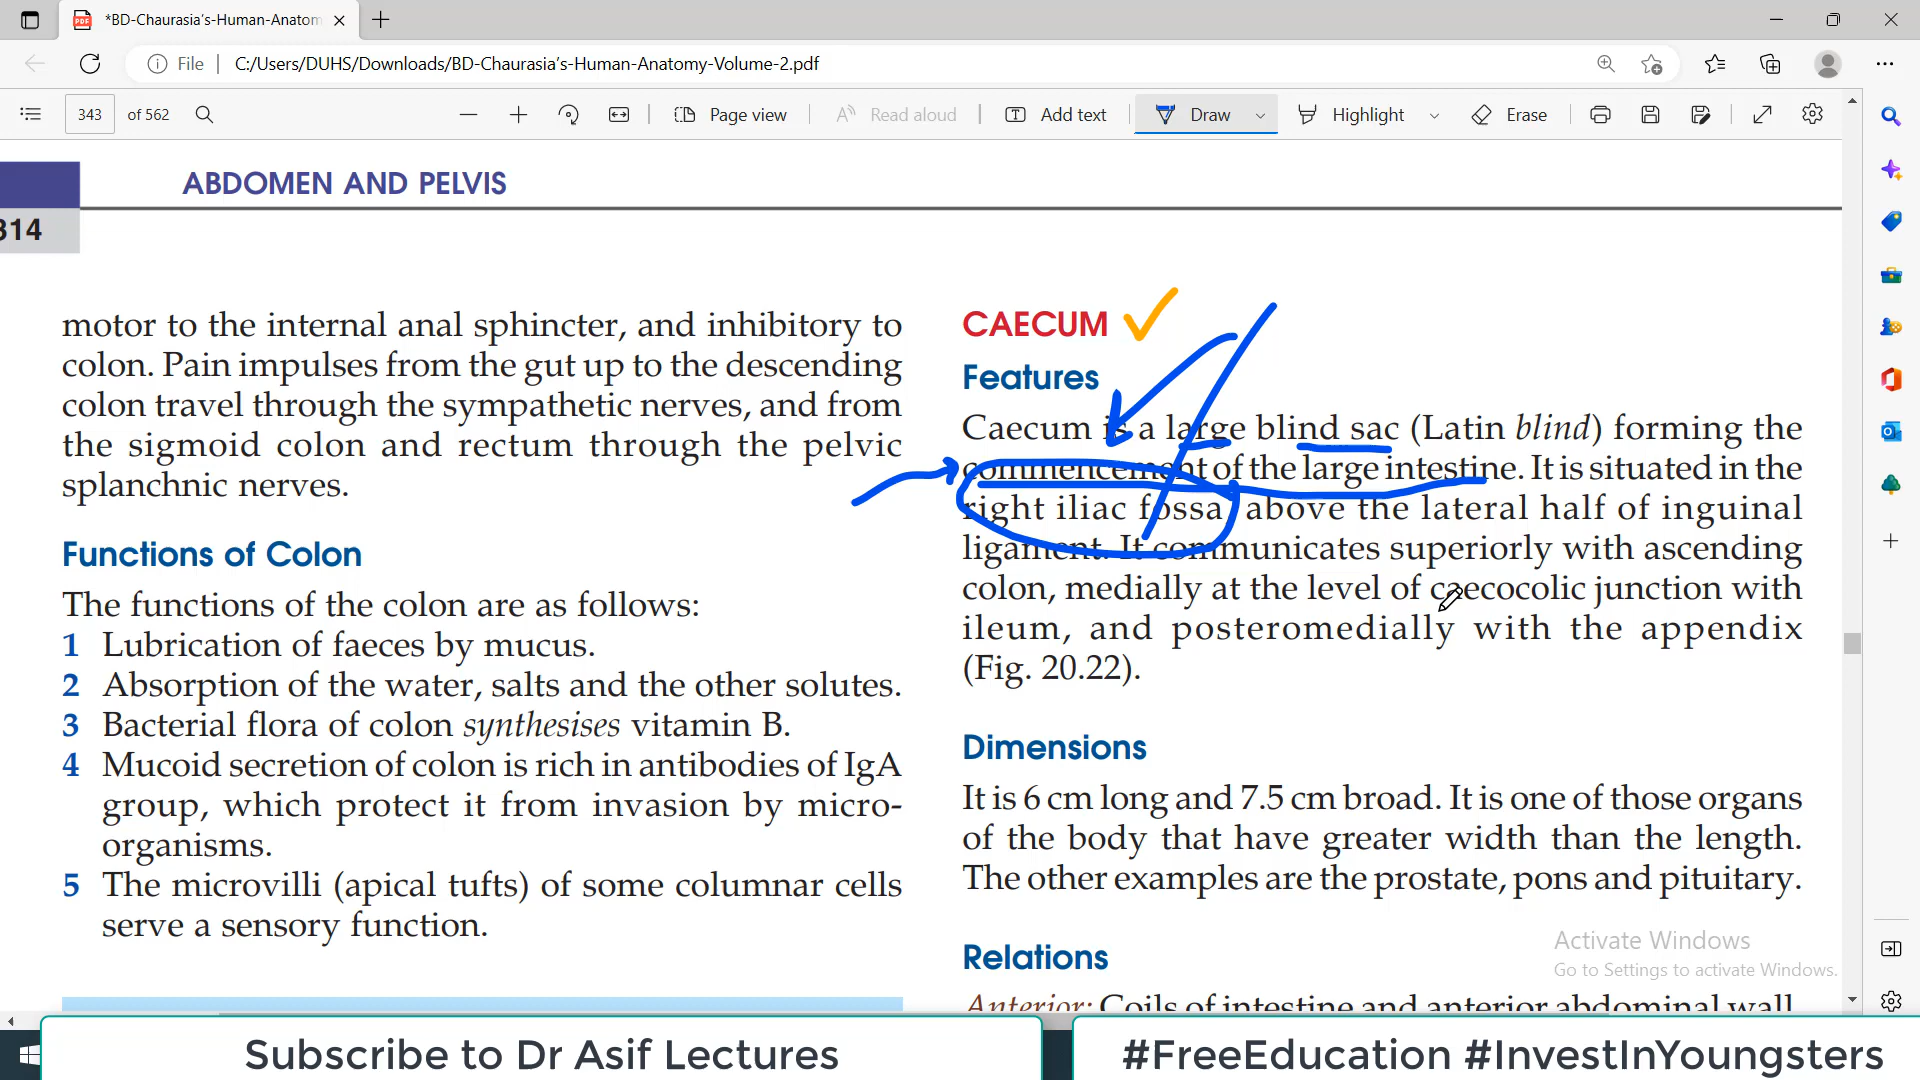 *BD-Chaurasia's-Human-Anatom
File
C:/Users/DUHS/Downloads/BD-Chaurasia's-Human-Anatomy-Volume-2.pdf
343 of 562
Page view
Read aloud
Add text
Draw
Highlight
Erase
ABDOMEN AND PELVIS
314
motor to the internal anal sphincter, and inhibitory to
colon. Pain impulses from the gut up to the descending
colon travel through the sympathetic nerves, and from
the sigmoid colon and rectum through the pelvic
splanchnic nerves.
Functions of Colon
The functions of the colon are as follows:
1 Lubrication of faeces by mucus.
2 Absorption of the water, salts and the other solutes.
3 Bacterial flora of colon synthesises vitamin B.
4 Mucoid secretion of colon is rich in antibodies of IgA
group, which protect it from invasion by micro-
organisms.
5 The microvilli (apical tufts) of some columnar cells
serve a sensory function.
CAECUM
Features
Caecum is a large blind sac (Latin blind) forming the
commencement of the large intestine. It is situated in the
right iliac fossa, above the lateral half of inguinal
ligament. It communicates superiorly with ascending
colon, medially at the level of caecocolic junction with
ileum, and posteromedially with the appendix
(Fig. 20.22).
Dimensions
It is 6 cm long and 7.5 cm broad. It is one of those organs
of the body that have greater width than the length.
The other examples are the prostate, pons and pituitary.
Relations
Anterior: Coils of intestine and anterior abdominal wall.
Activate Windows
Go to Settings to activate Windows.
Subscribe to Dr Asif Lectures
#FreeEducation #InvestInYoungsters